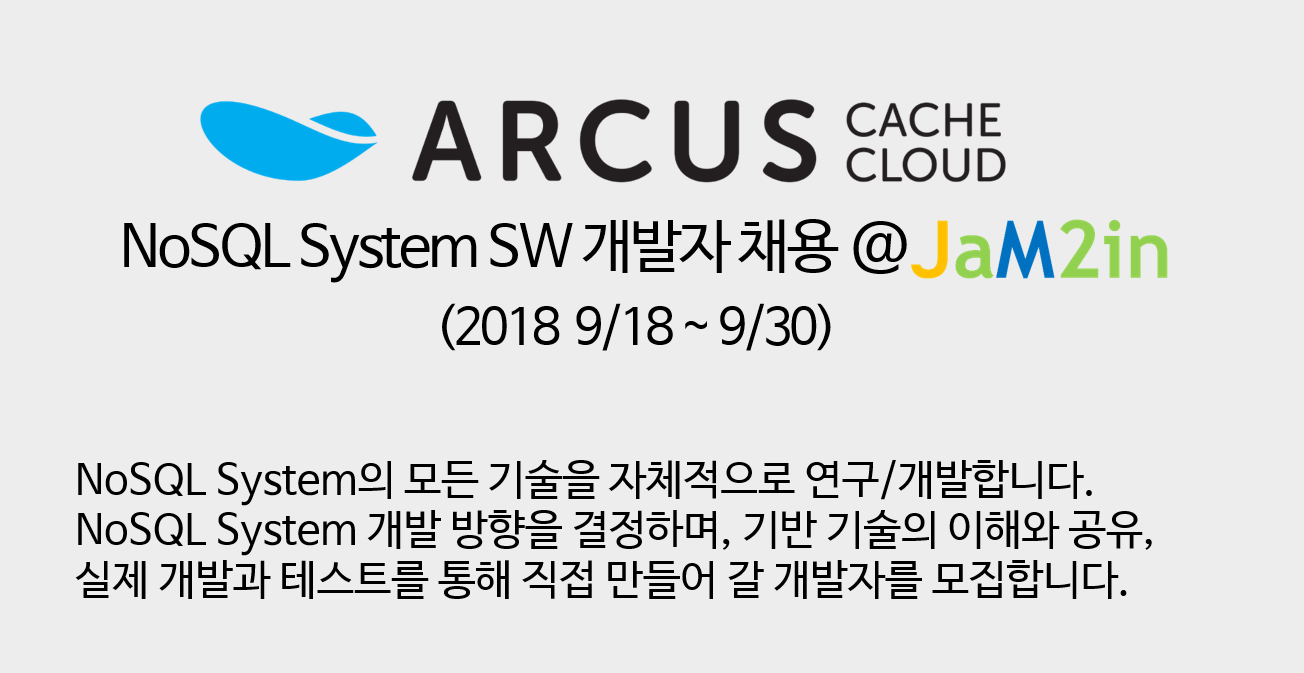 ARCUS CACHE CLOUD
NoSQL System SW 개발자 채용 @JaM2in
(2018 9/18 ~ 9/30)
NoSQL System의 모든 기술을 자체적으로 연구/개발합니다.
NoSQL System 개발 방향을 결정하며, 기반 기술의 이해와 공유,
실제 개발과 테스트를 통해 직접 만들어 갈 개발자를 모집합니다.